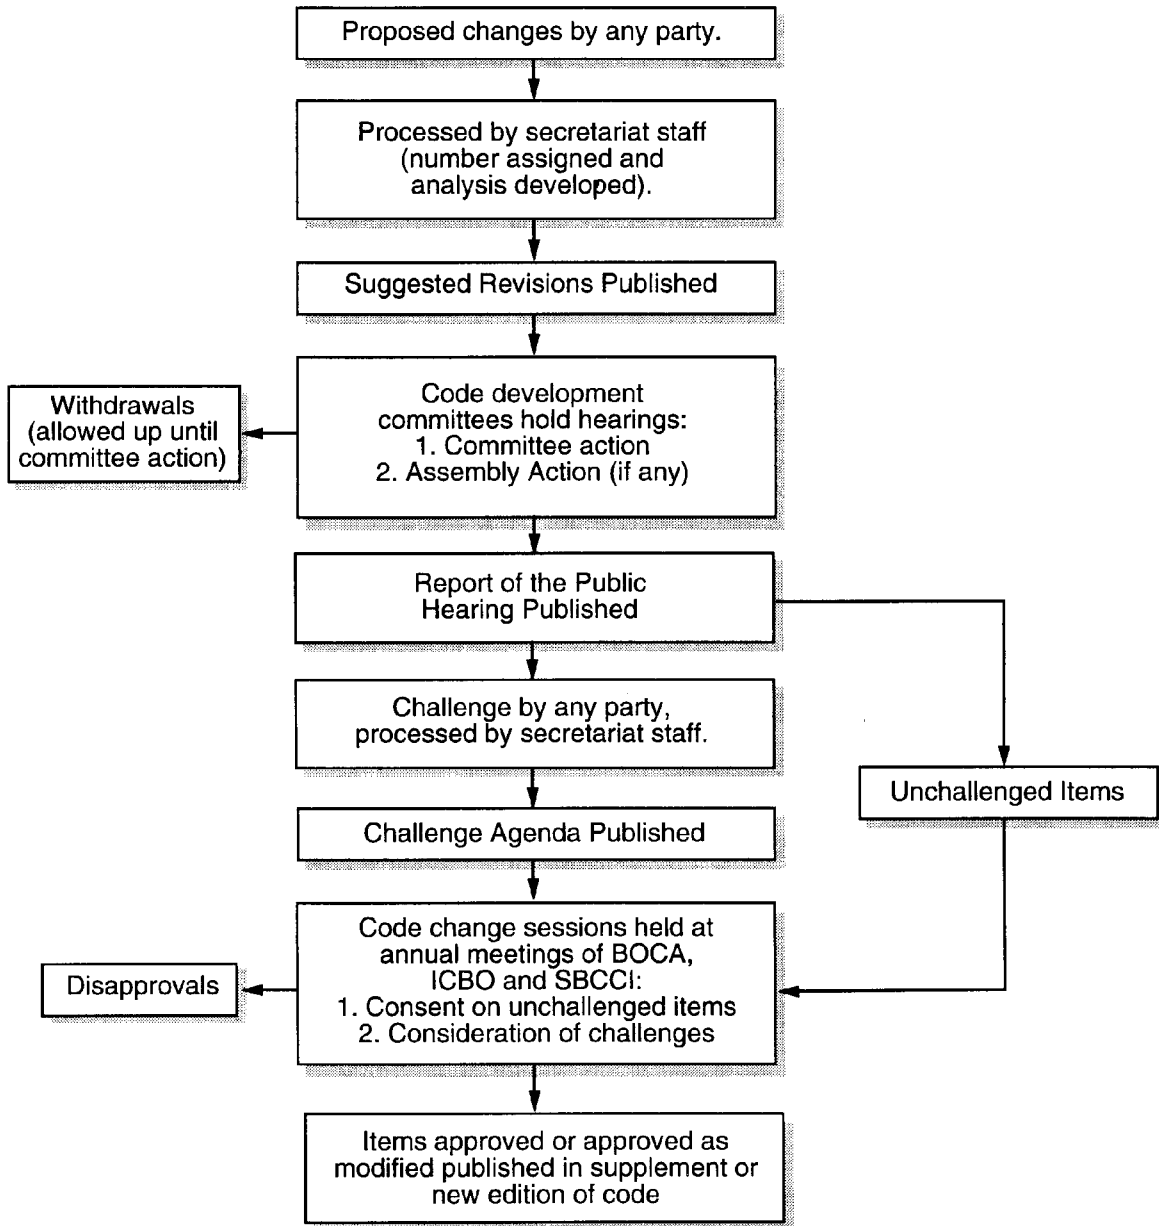 Proposed changes by any party.
Processed by secretariat staff
(number assigned and
analysis developed).
Suggested Revisions Published
Code development
committees hold hearings:
1. Committee action
2. Assembly Action (if any)
Withdrawals
(allowed up until
committee action)
Report of the Public
Hearing Published
Challenge by any party,
processed by secretariat staff.
Unchallenged Items
Challenge Agenda Published
Code change sessions held at
annual meetings of BOCA,
ICBO and SBCCI:
1. Consent on unchallenged items
2. Consideration of challenges
Disapprovals
Items approved or approved as
modified published in supplement or
new edition of code